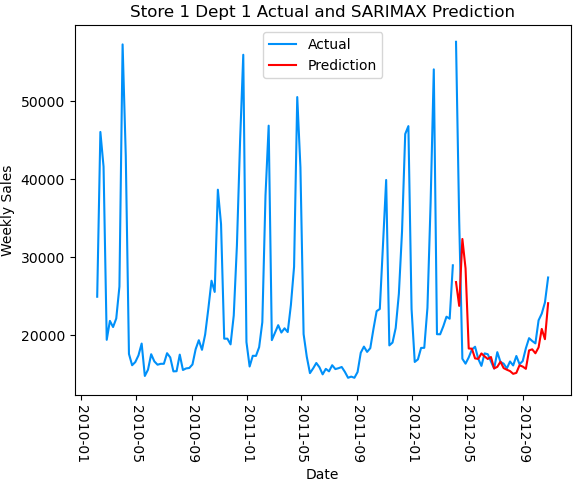 Store 1 Dept 1 Actual and SARIMAX Prediction
Actual
Prediction
Weekly Sales
50000
40000
30000
20000
2010-01
2010-05
2010-09
2011-01
2011-05
2011-09
2012-01
2012-05
2012-09
Date